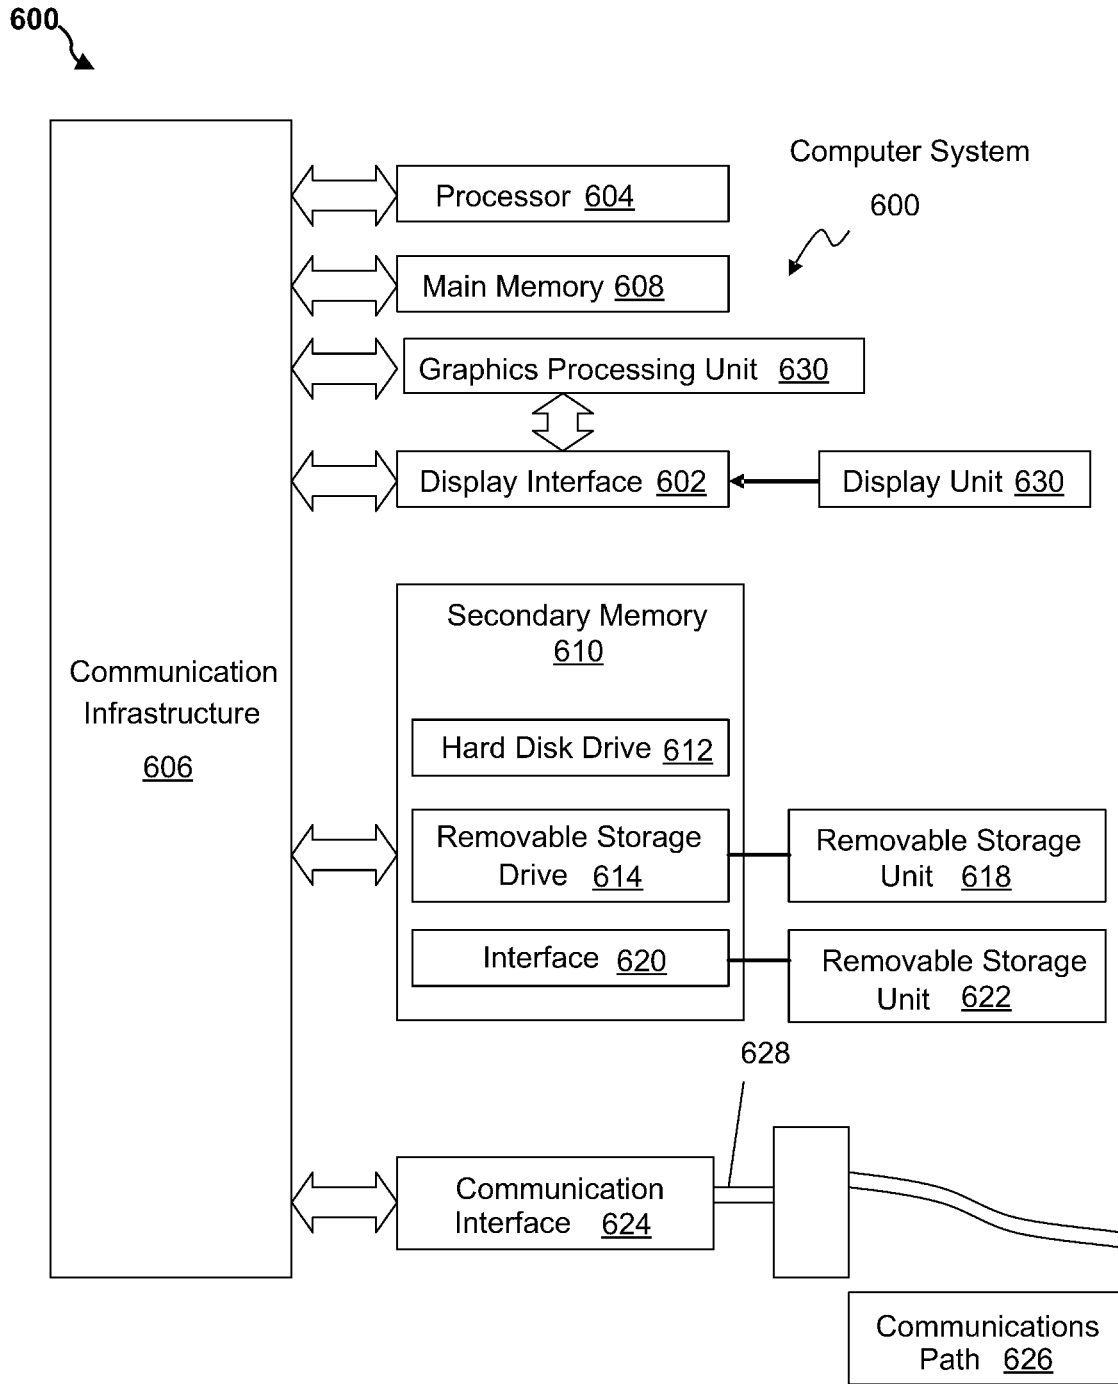 600
Computer System
600
Processor 604
Main Memory 608
Graphics Processing Unit 630
Display Interface 602
Display Unit 630
Secondary Memory
610
Communication
Infrastructure
606
Hard Disk Drive 612
Removable Storage
Drive 614
Removable Storage
Unit 618
Interface 620
Removable Storage
Unit 622
628
Communication
Interface 624
Communications
Path 626